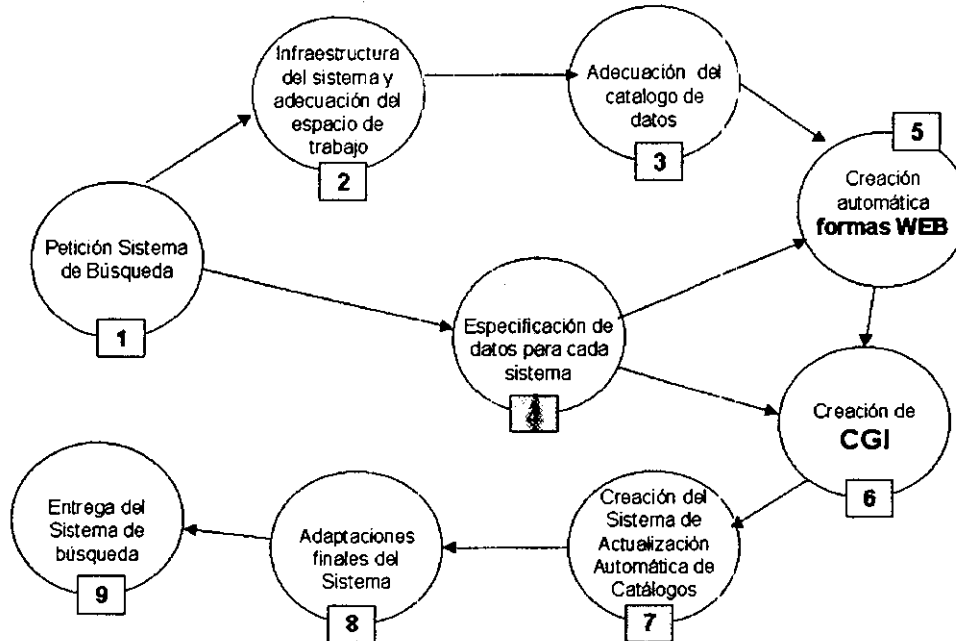 Petición Sistema
de Búsqueda
1
Infraestructura
del sistema y
adecuación del
espacio de
trabajo
2
Adecuación del
catalogo de
datos
3
Especificación de
datos para cada
sistema
4
5
Creación
automática
formas WEB
Creación de
CGI
6
Creación del
Sistema de
Actualización
Automática de
Catálogos
7
Adaptaciones
finales del
Sistema
8
Entrega del
Sistema de
búsqueda
9